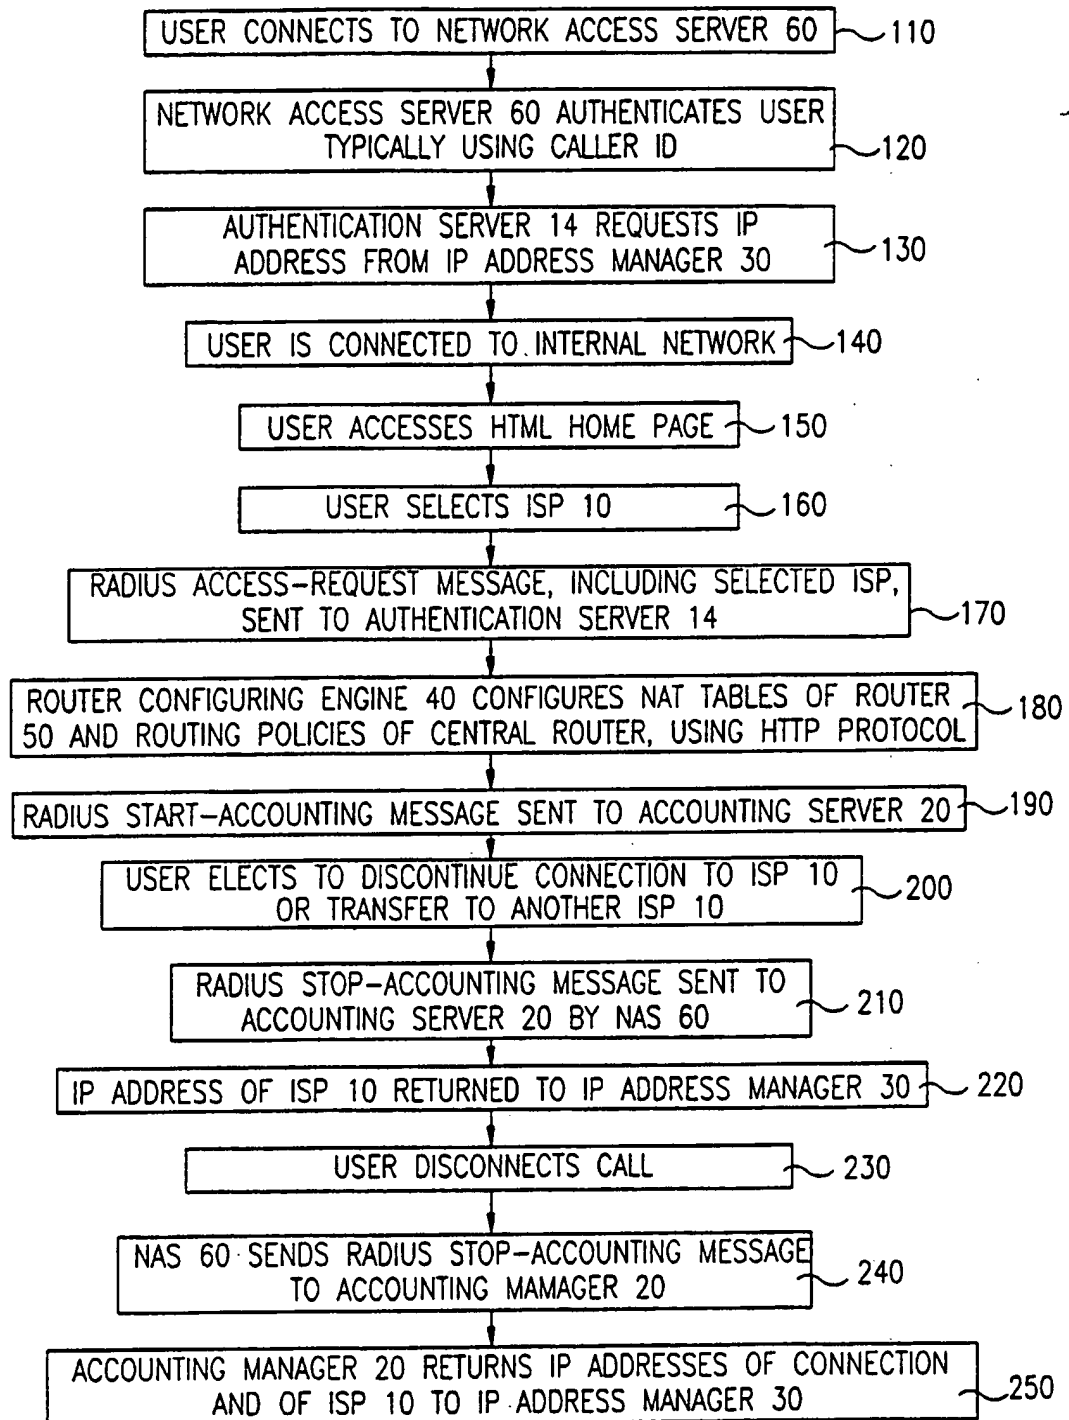 USER CONNECTS TO NETWORK ACCESS SERVER 60
110
NETWORK ACCESS SERVER 60 AUTHENTICATES USER
TYPICALLY USING CALLER ID
120
AUTHENTICATION SERVER 14 REQUESTS IP
ADDRESS FROM IP ADDRESS MANAGER 30
130
USER IS CONNECTED TO INTERNAL NETWORK
140
USER ACCESSES HTML HOME PAGE
150
USER SELECTS ISP 10
160
RADIUS ACCESS-REQUEST MESSAGE, INCLUDING SELECTED ISP,
SENT TO AUTHENTICATION SERVER 14
170
ROUTER CONFIGURING ENGINE 40 CONFIGURES NAT TABLES OF ROUTER
50 AND ROUTING POLICIES OF CENTRAL ROUTER, USING HTTP PROTOCOL
180
RADIUS START-ACCOUNTING MESSAGE SENT TO ACCOUNTING SERVER 20
190
USER ELECTS TO DISCONTINUE CONNECTION TO ISP 10
OR TRANSFER TO ANOTHER ISP 10
200
RADIUS STOP-ACCOUNTING MESSAGE SENT TO
ACCOUNTING SERVER 20 BY NAS 60
210
IP ADDRESS OF ISP 10 RETURNED TO IP ADDRESS MANAGER 30
220
USER DISCONNECTS CALL
230
NAS 60 SENDS RADIUS STOP-ACCOUNTING MESSAGE
TO ACCOUNTING MAMAGER 20
240
ACCOUNTING MANAGER 20 RETURNS IP ADDRESSES OF CONNECTION
AND OF ISP 10 TO IP ADDRESS MANAGER 30
250